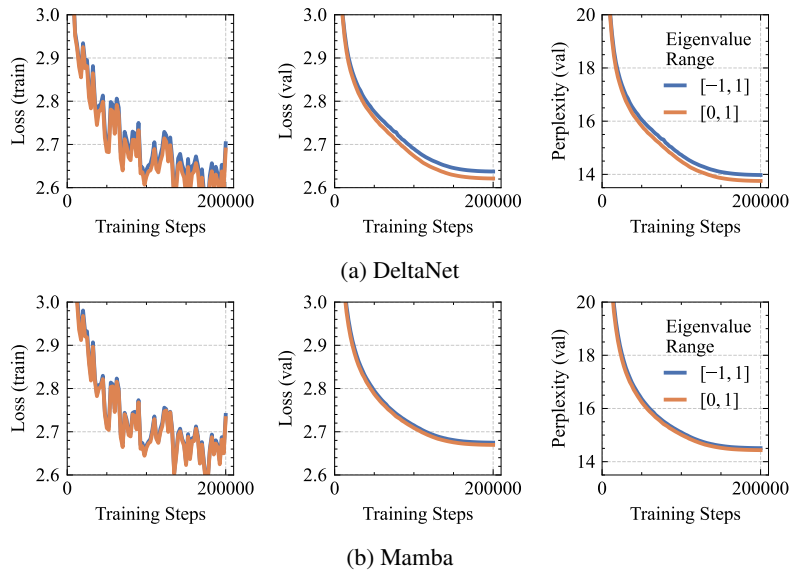 3.0
2.9
2.8
2.7
2.6
Loss (train)
0
200000
Training Steps
3.0
2.9
2.8
2.7
2.6
Loss (val)
0
200000
Training Steps
20
18
16
14
Perplexity (val)
Eigenvalue
Range
[−1, 1]
[0, 1]
0
200000
Training Steps
(a) DeltaNet
3.0
2.9
2.8
2.7
2.6
Loss (train)
0
200000
Training Steps
3.0
2.9
2.8
2.7
2.6
Loss (val)
0
200000
Training Steps
20
18
16
14
Perplexity (val)
Eigenvalue
Range
[−1, 1]
[0, 1]
0
200000
Training Steps
(b) Mamba